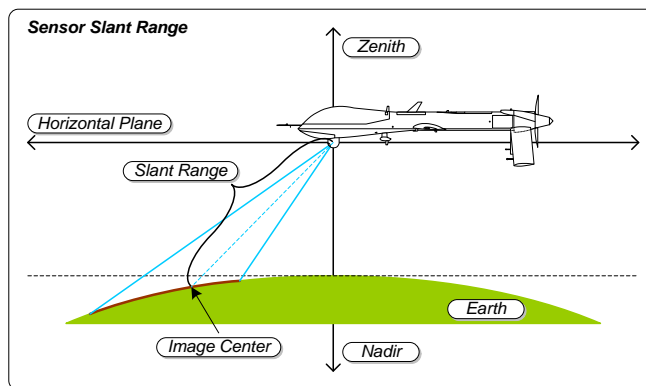 Sensor Slant Range
Zenith
Horizontal Plane
Slant Range
Earth
Image Center
Nadir